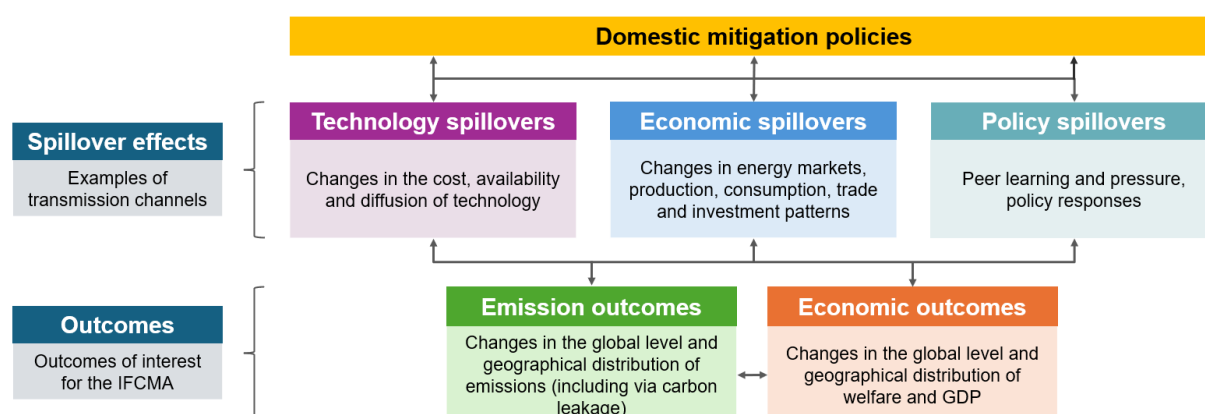 Domestic mitigation policies
Spillover effects
Examples of
transmission channels
Technology spillovers
Changes in the cost, availability
and diffusion of technology
Economic spillovers
Changes in energy markets,
production, consumption, trade
and investment patterns
Policy spillovers
Peer learning and pressure,
policy responses
Outcomes
Outcomes of interest
for the IFCMA
Emission outcomes
Changes in the global level and
geographical distribution of
emissions (including via carbon
leakage)
Economic outcomes
Changes in the global level and
geographical distribution of
welfare and GDP